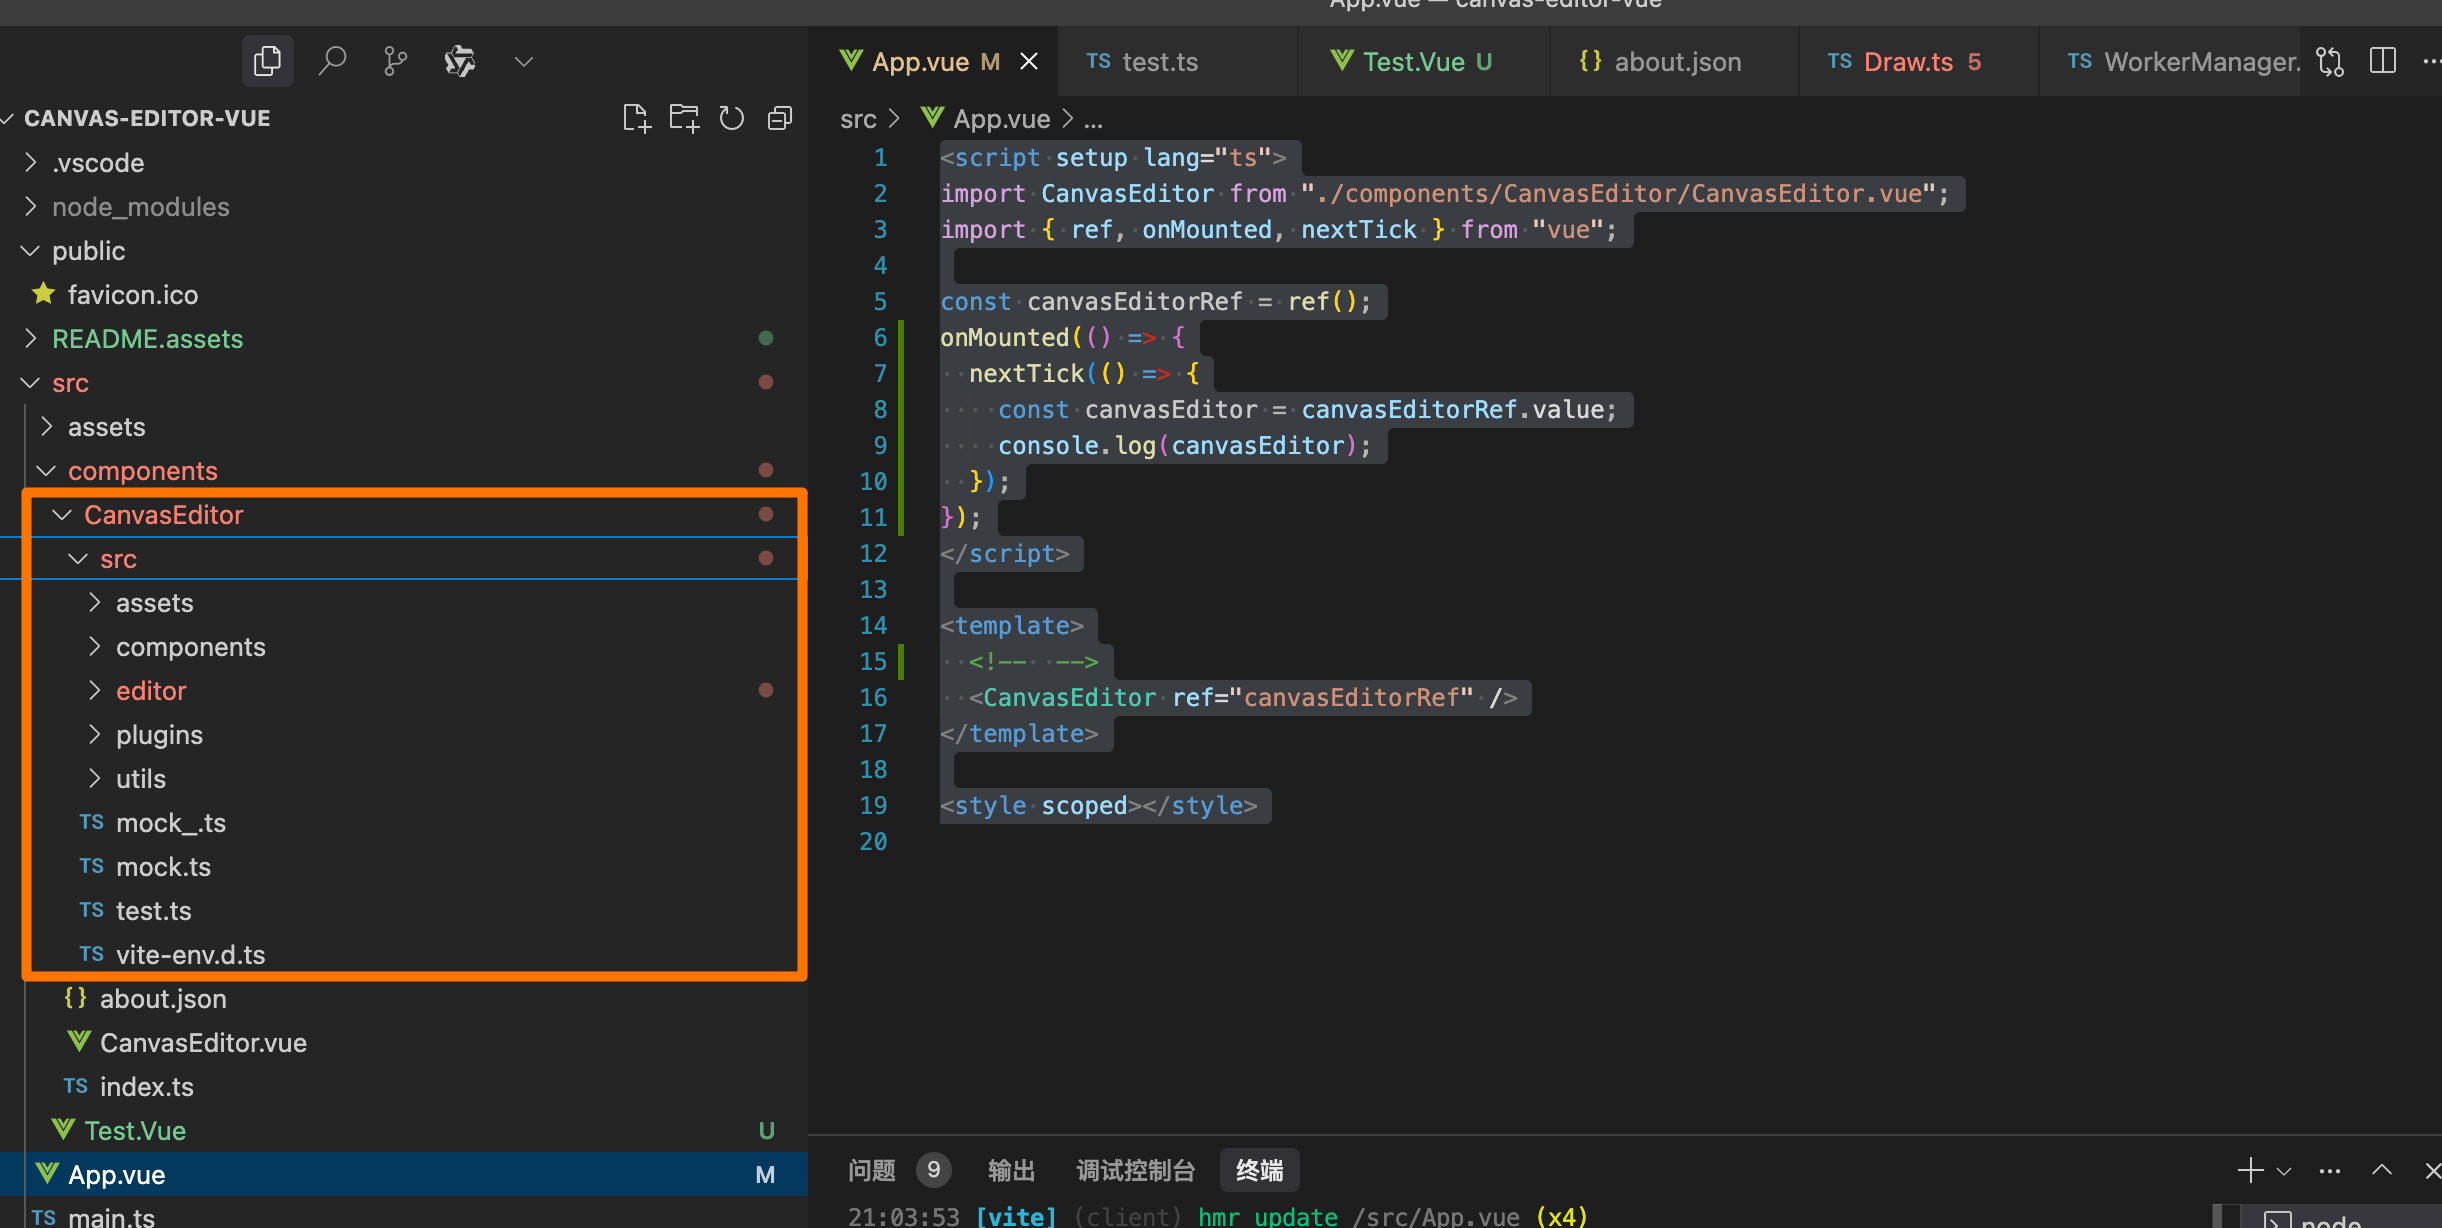 App.vue — canvas-editor-vue
App.vue M
TS test.ts
Test.Vue U
{} about.json
TS Draw.ts 5
TS WorkerManager.
CANVAS-EDITOR-VUE
.vscode
node_modules
public
favicon.ico
README.assets
src
assets
components
CanvasEditor
src
assets
components
editor
plugins
utils
TS mock_.ts
TS mock.ts
TS test.ts
TS vite-env.d.ts
{} about.json
CanvasEditor.vue
TS index.ts
Test.Vue U
App.vue M
TS main.ts
src > App.vue > ...
1 <script setup lang="ts">
2 import CanvasEditor from "./components/CanvasEditor/CanvasEditor.vue";
3 import { ref, onMounted, nextTick } from "vue";
4
5 const canvasEditorRef = ref();
6 onMounted(() => {
7 nextTick(() => {
8 const canvasEditor = canvasEditorRef.value;
9 console.log(canvasEditor);
10 });
11 });
12 </script>
13
14 <template>
15 <!-- -->
16 <CanvasEditor ref="canvasEditorRef" />
17 </template>
18
19 <style scoped></style>
20
问题 9 输出 调试控制台 终端
21:03:53 [vite] (client) hmr update /src/App.vue (x4)
node